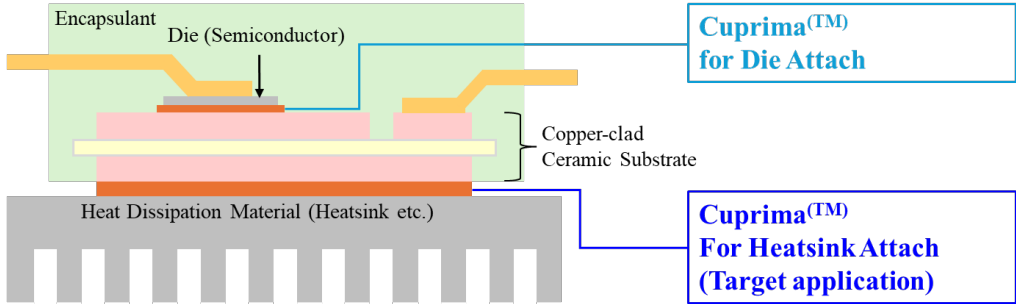 Encapsulant
Die (Semiconductor)
Cuprima(TM)
for Die Attach
Copper-clad
Ceramic Substrate
Heat Dissipation Material (Heatsink etc.)
Cuprima(TM)
For Heatsink Attach
(Target application)